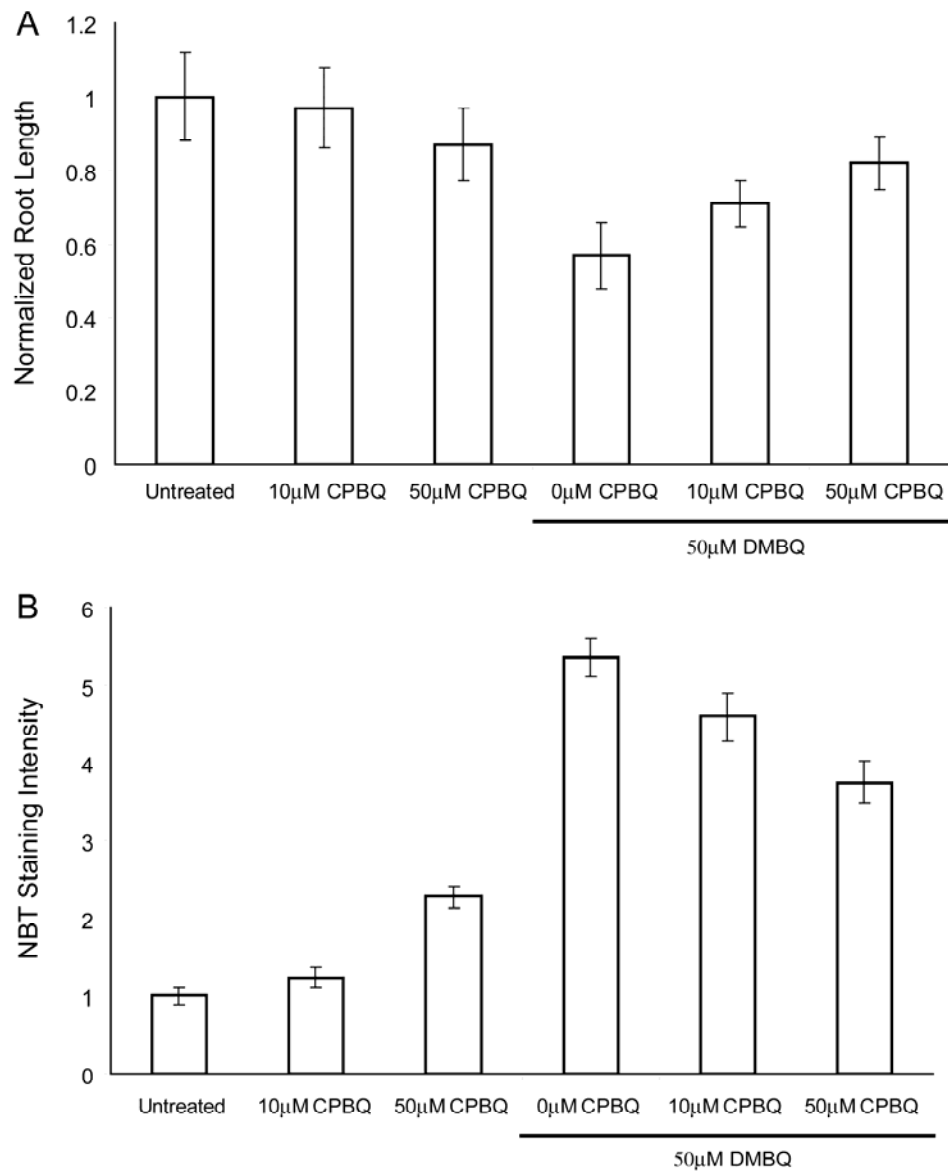 A
Normalized Root Length
1.2
1
0.8
0.6
0.4
0.2
0
Untreated
10μM CPBQ
50μM CPBQ
0μM CPBQ
10μM CPBQ
50μM CPBQ
50μM DMBQ
B
NBT Staining Intensity
6
5
4
3
2
1
0
Untreated
10μM CPBQ
50μM CPBQ
0μM CPBQ
10μM CPBQ
50μM CPBQ
50μM DMBQ